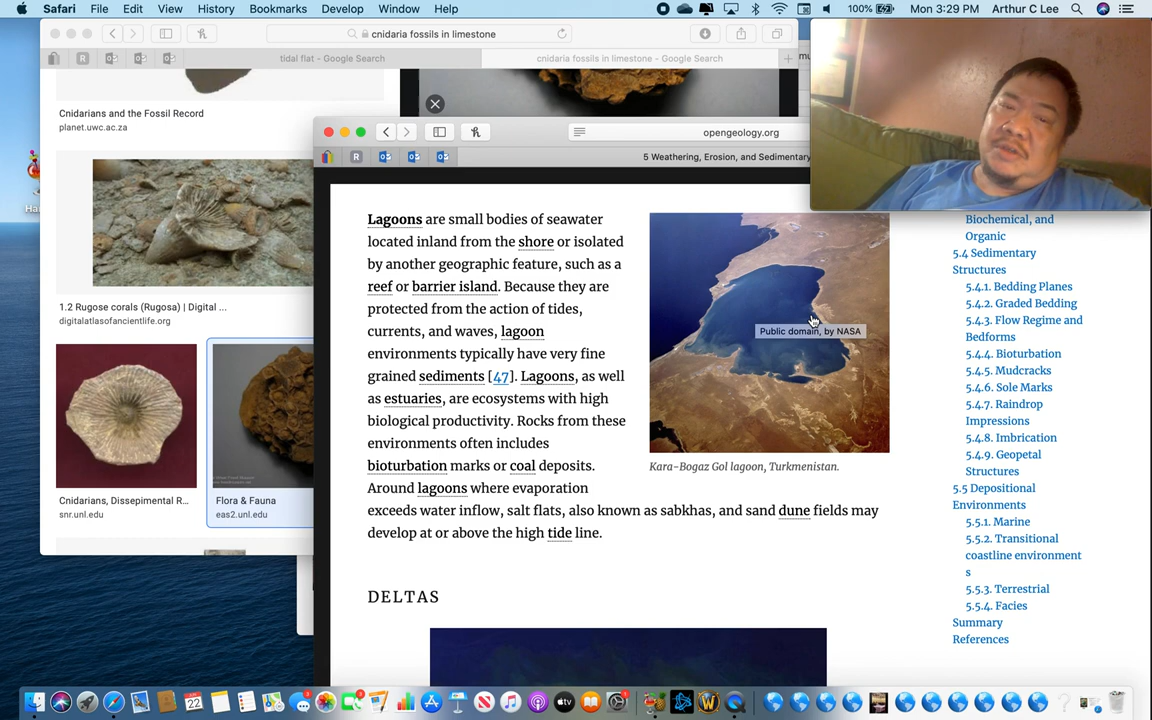 Safari File Edit View History Bookmarks Develop Window Help
100% Mon 3:29 PM Arthur C Lee
cnidaria fossils in limestone
tidal flat - Google Search
cnidaria fossils in limestone - Google Search
Cnidarians and the Fossil Record
planet.uwc.ac.za
1.2 Rugose corals (Rugosa) | Digital ...
digitalatlasofancientlife.org
Cnidarians, Dissepimental R...
snr.unl.edu
Flora & Fauna
eas2.unl.edu
opengeology.org
5 Weathering, Erosion, and Sedimentary
Lagoons are small bodies of seawater
located inland from the shore or isolated
by another geographic feature, such as a
reef or barrier island. Because they are
protected from the action of tides,
currents, and waves, lagoon
environments typically have very fine
grained sediments [47]. Lagoons, as well
as estuaries, are ecosystems with high
biological productivity. Rocks from these
environments often includes
bioturbation marks or coal deposits.
Around lagoons where evaporation
exceeds water inflow, salt flats, also known as sabkhas, and sand dune fields may
develop at or above the high tide line.
Public domain, by NASA
Kara-Bogaz Gol lagoon, Turkmenistan.
DELTAS
Biochemical, and
Organic
5.4 Sedimentary
Structures
5.4.1. Bedding Planes
5.4.2. Graded Bedding
5.4.3. Flow Regime and
Bedforms
5.4.4. Bioturbation
5.4.5. Mudcracks
5.4.6. Sole Marks
5.4.7. Raindrop
Impressions
5.4.8. Imbrication
5.4.9. Geopetal
Structures
5.5 Depositional
Environments
5.5.1. Marine
5.5.2. Transitional
coastline environment
s
5.5.3. Terrestrial
5.5.4. Facies
Summary
References